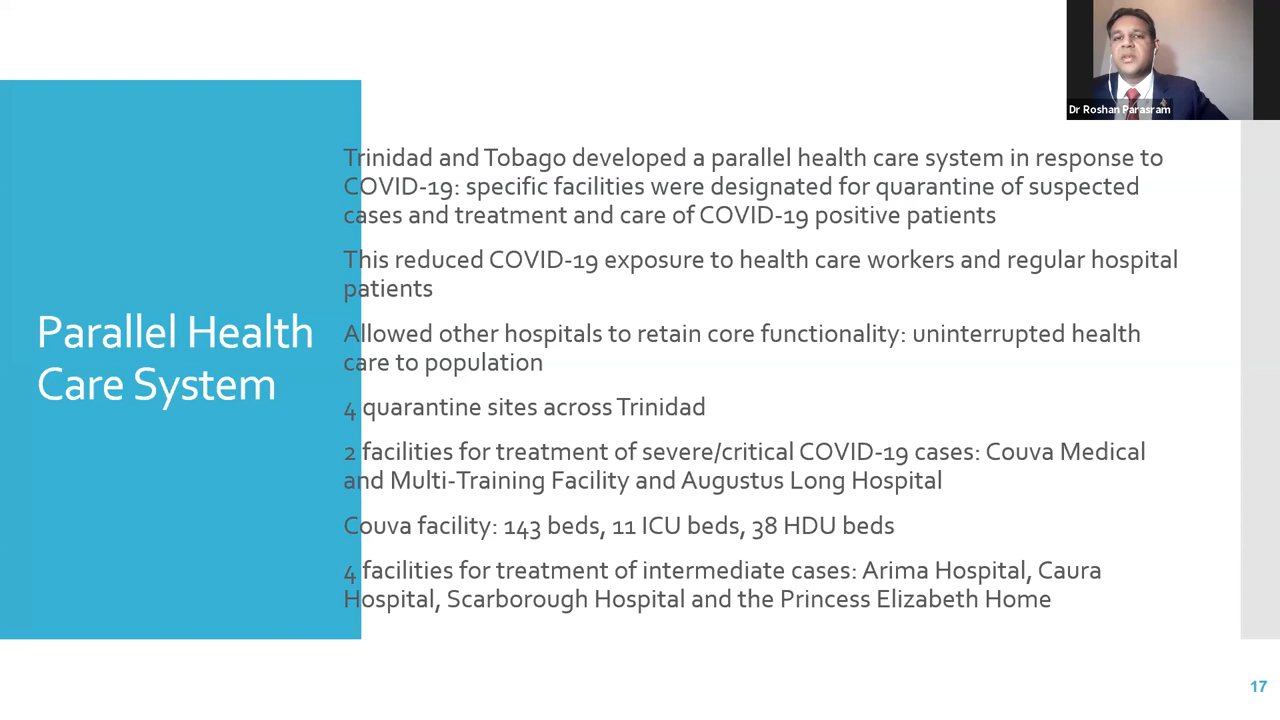 Dr Roshan Parasram
Parallel Health
Care System
Trinidad and Tobago developed a parallel health care system in response to
COVID-19: specific facilities were designated for quarantine of suspected
cases and treatment and care of COVID-19 positive patients
This reduced COVID-19 exposure to health care workers and regular hospital
patients
Allowed other hospitals to retain core functionality: uninterrupted health
care to population
4 quarantine sites across Trinidad
2 facilities for treatment of severe/critical COVID-19 cases: Couva Medical
and Multi-Training Facility and Augustus Long Hospital
Couva facility: 143 beds, 11 ICU beds, 38 HDU beds
4 facilities for treatment of intermediate cases: Arima Hospital, Caura
Hospital, Scarborough Hospital and the Princess Elizabeth Home
17